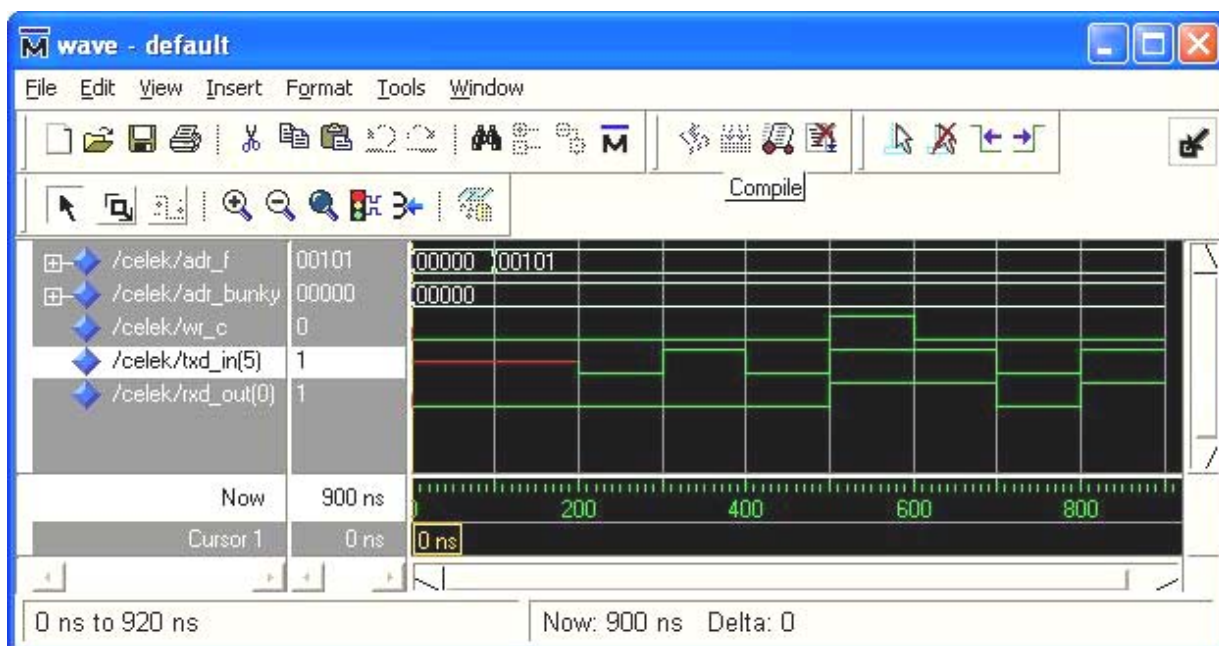 wave - default
File Edit View Insert Format Tools Window
Compile
/celek/adr_f 00101 00000 00101
/celek/adr_bunky 00000 00000
/celek/wr_c 0
/celek/txd_in(5) 1
/celek/rxd_out(0) 1
Now 900 ns 200 400 600 800
Cursor 1 0 ns 0 ns
0 ns to 920 ns Now: 900 ns Delta: 0